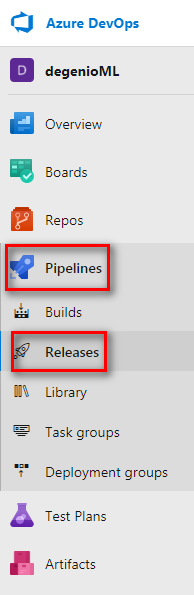 Azure DevOps
D degenioML
Overview
Boards
Repos
Pipelines
Builds
Releases
Library
Task groups
Deployment groups
Test Plans
Artifacts